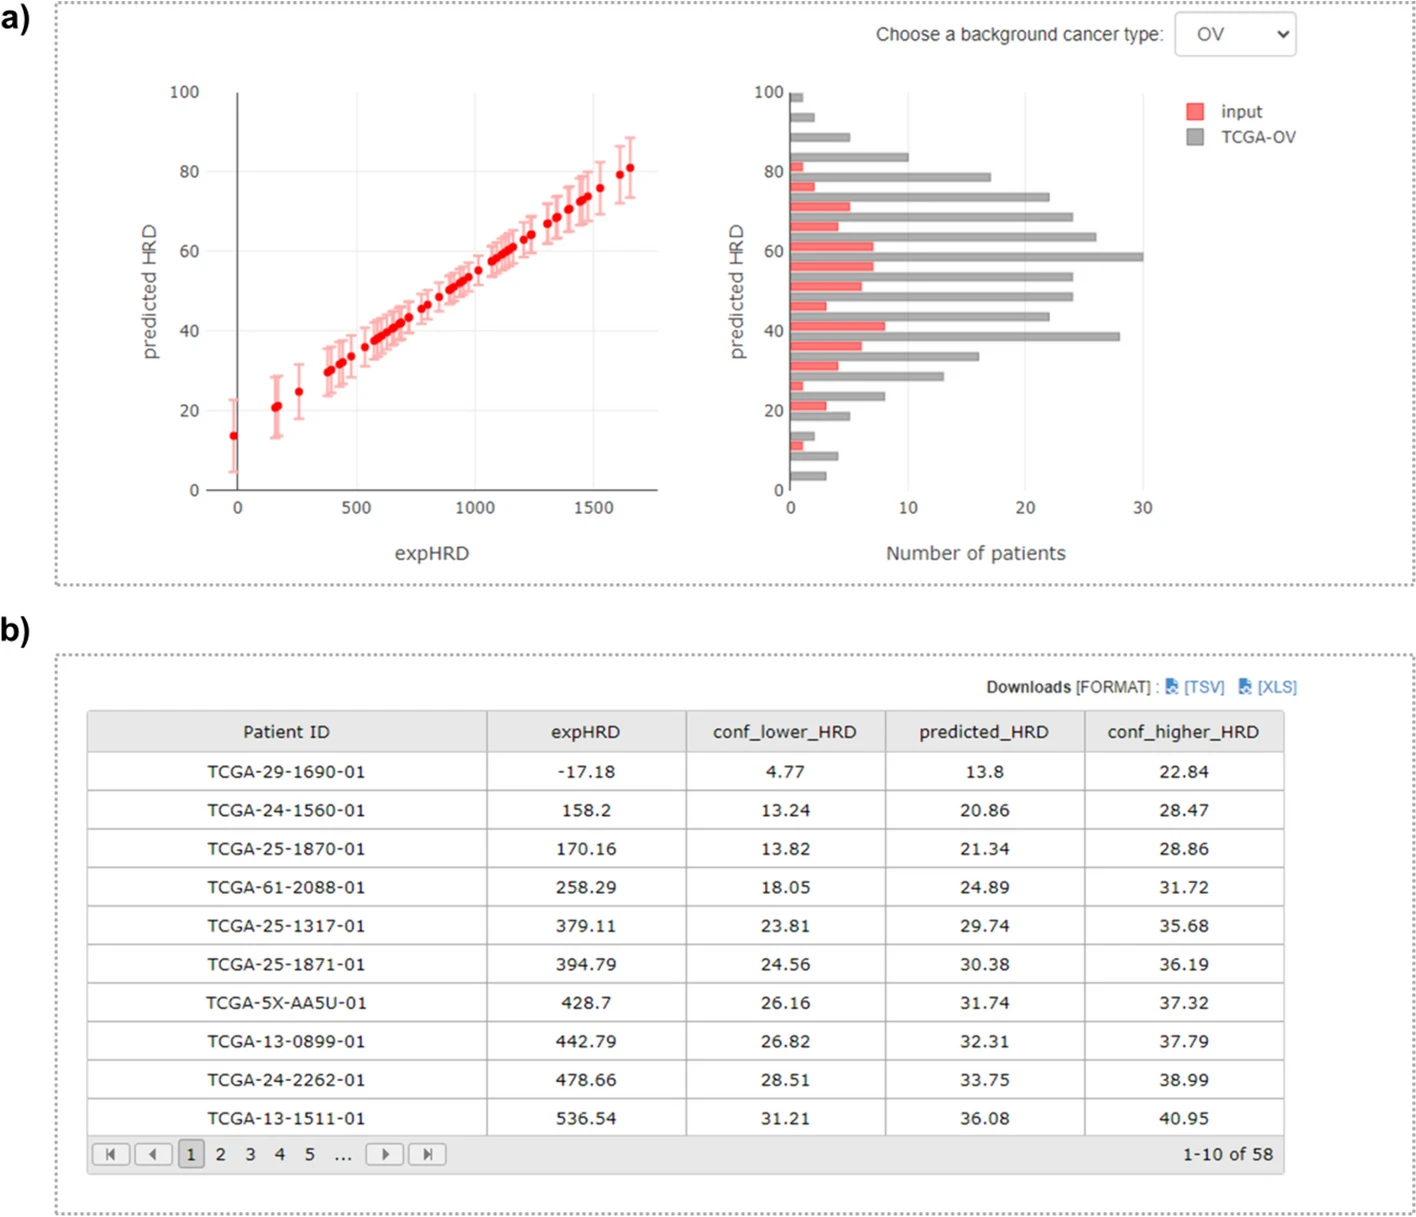 a)
Choose a background cancer type: OV
100
80
60
40
20
0
predicted HRD
0 500 1000 1500
expHRD
100
80
60
40
20
0
predicted HRD
0 10 20 30
Number of patients
input
TCGA-OV
b)
Downloads [FORMAT] : [TSV] [XLS]
Patient ID expHRD conf_lower_HRD predicted_HRD conf_higher_HRD
TCGA-29-1690-01 -17.18 4.77 13.8 22.84
TCGA-24-1560-01 158.2 13.24 20.86 28.47
TCGA-25-1870-01 170.16 13.82 21.34 28.86
TCGA-61-2088-01 258.29 18.05 24.89 31.72
TCGA-25-1317-01 379.11 23.81 29.74 35.68
TCGA-25-1871-01 394.79 24.56 30.38 36.19
TCGA-5X-AA5U-01 428.7 26.16 31.74 37.32
TCGA-13-0899-01 442.79 26.82 32.31 37.79
TCGA-24-2262-01 478.66 28.51 33.75 38.99
TCGA-13-1511-01 536.54 31.21 36.08 40.95
1 2 3 4 5 ... 1-10 of 58